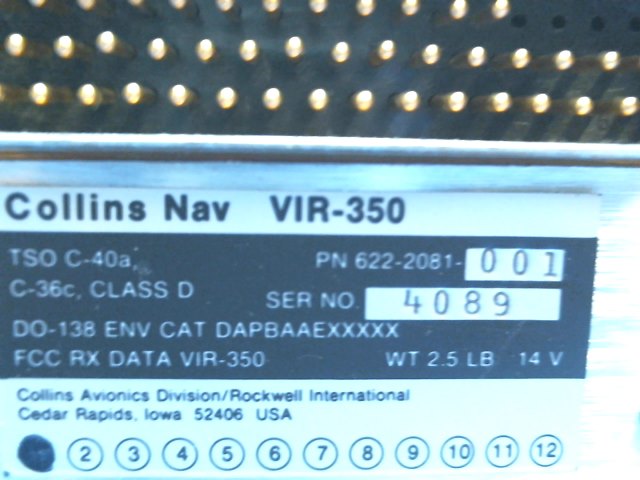 Collins Nav VIR-350
TSO C-40a, PN 622-2081-001
C-36c, CLASS D SER NO. 4089
DO-138 ENV CAT DAPBAAEXXXXX
FCC RX DATA VIR-350 WT 2.5 LB 14 V
Collins Avionics Division/Rockwell International
Cedar Rapids, Iowa 52406 USA
2 3 4 5 6 7 8 9 10 11 12